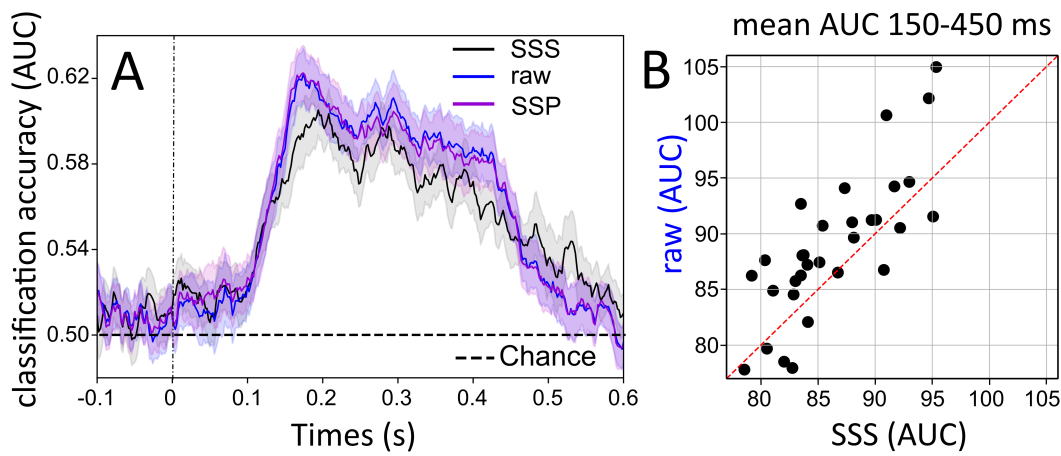 A
classification accuracy (AUC)
0.62
0.58
0.54
0.50
SSS
raw
SSP
Chance
-0.1 0 0.1 0.2 0.3 0.4 0.5 0.6
Times (s)
mean AUC 150-450 ms
B
raw (AUC)
105
100
95
90
85
80
80 85 90 95 100 105
SSS (AUC)